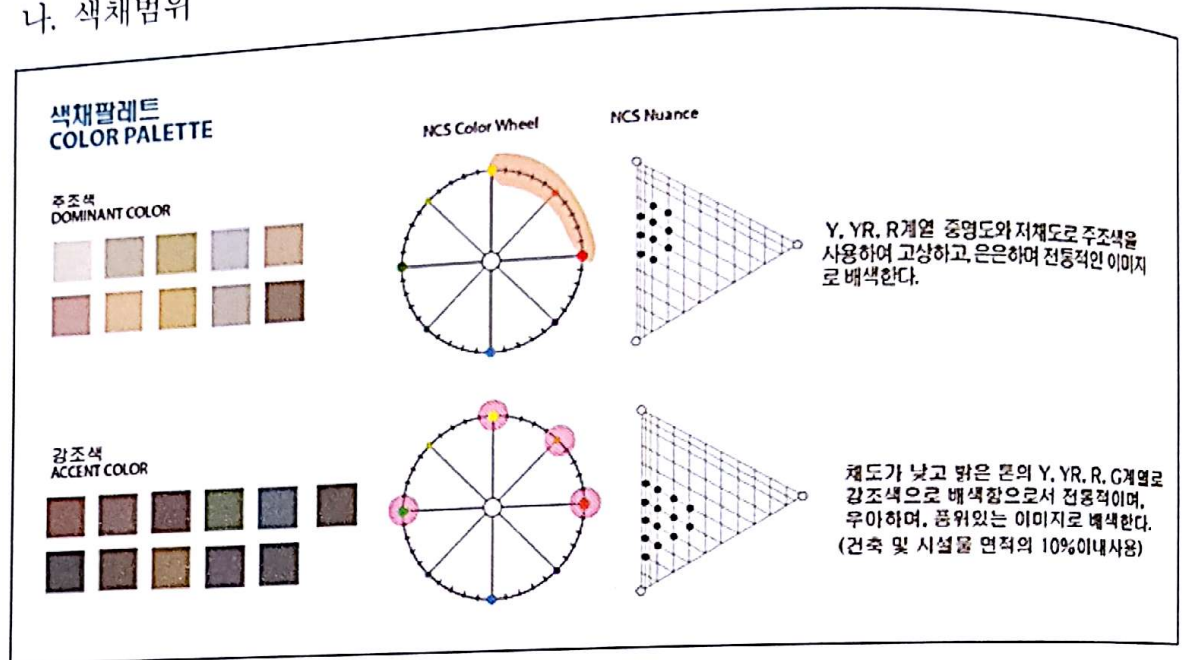 나. 색채범위
색채팔레트
COLOR PALETTE
NCS Color Wheel
NCS Nuance
주조색
DOMINANT COLOR
Y, YR, R계열 중명도와 저채도로 주조색을
사용하여 고상하고, 은은하며 전통적인 이미지
로 배색한다.
강조색
ACCENT COLOR
채도가 낮고 밝은 톤의 Y, YR, R, G계열로
강조색으로 배색함으로서 전통적이며,
우아하며, 품위있는 이미지로 배색한다.
(건축 및 시설물 면적의 10%이내사용)